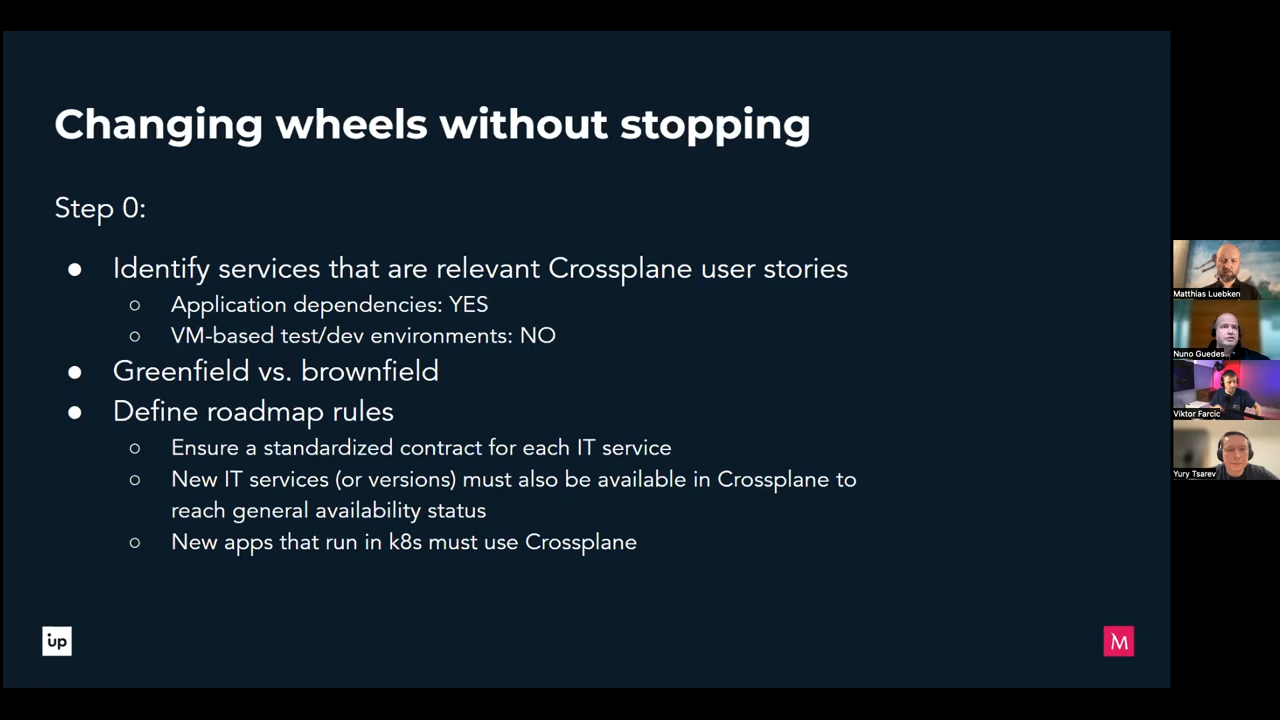 Changing wheels without stopping
Step 0:
● Identify services that are relevant Crossplane user stories
○ Application dependencies: YES
○ VM-based test/dev environments: NO
● Greenfield vs. brownfield
● Define roadmap rules
○ Ensure a standardized contract for each IT service
○ New IT services (or versions) must also be available in Crossplane to
reach general availability status
○ New apps that run in k8s must use Crossplane
up
M
Matthias Luebken
Nuno Guedes...
Viktor Farcic
Yury Tsarev